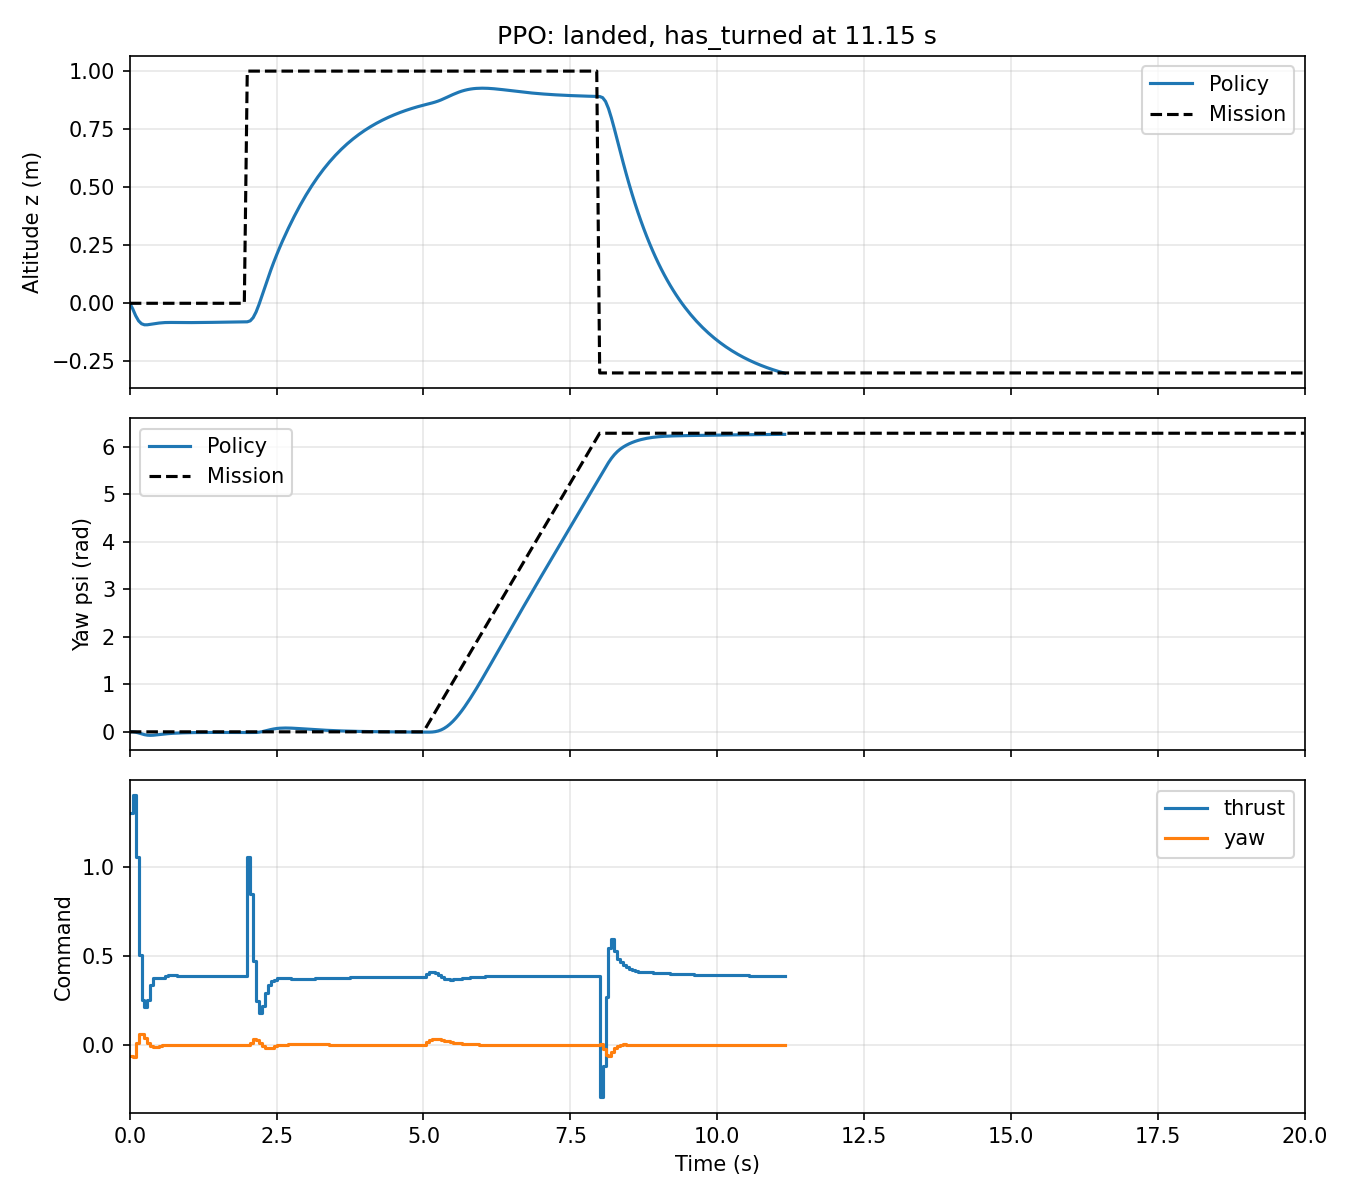 PPO: landed, has_turned at 11.15 s
Altitude z (m)
1.00
0.75
0.50
0.25
0.00
−0.25
Policy
Mission
Yaw psi (rad)
6
5
4
3
2
1
0
Policy
Mission
Command
1.0
0.5
0.0
thrust
yaw
0.0 2.5 5.0 7.5 10.0 12.5 15.0 17.5 20.0
Time (s)